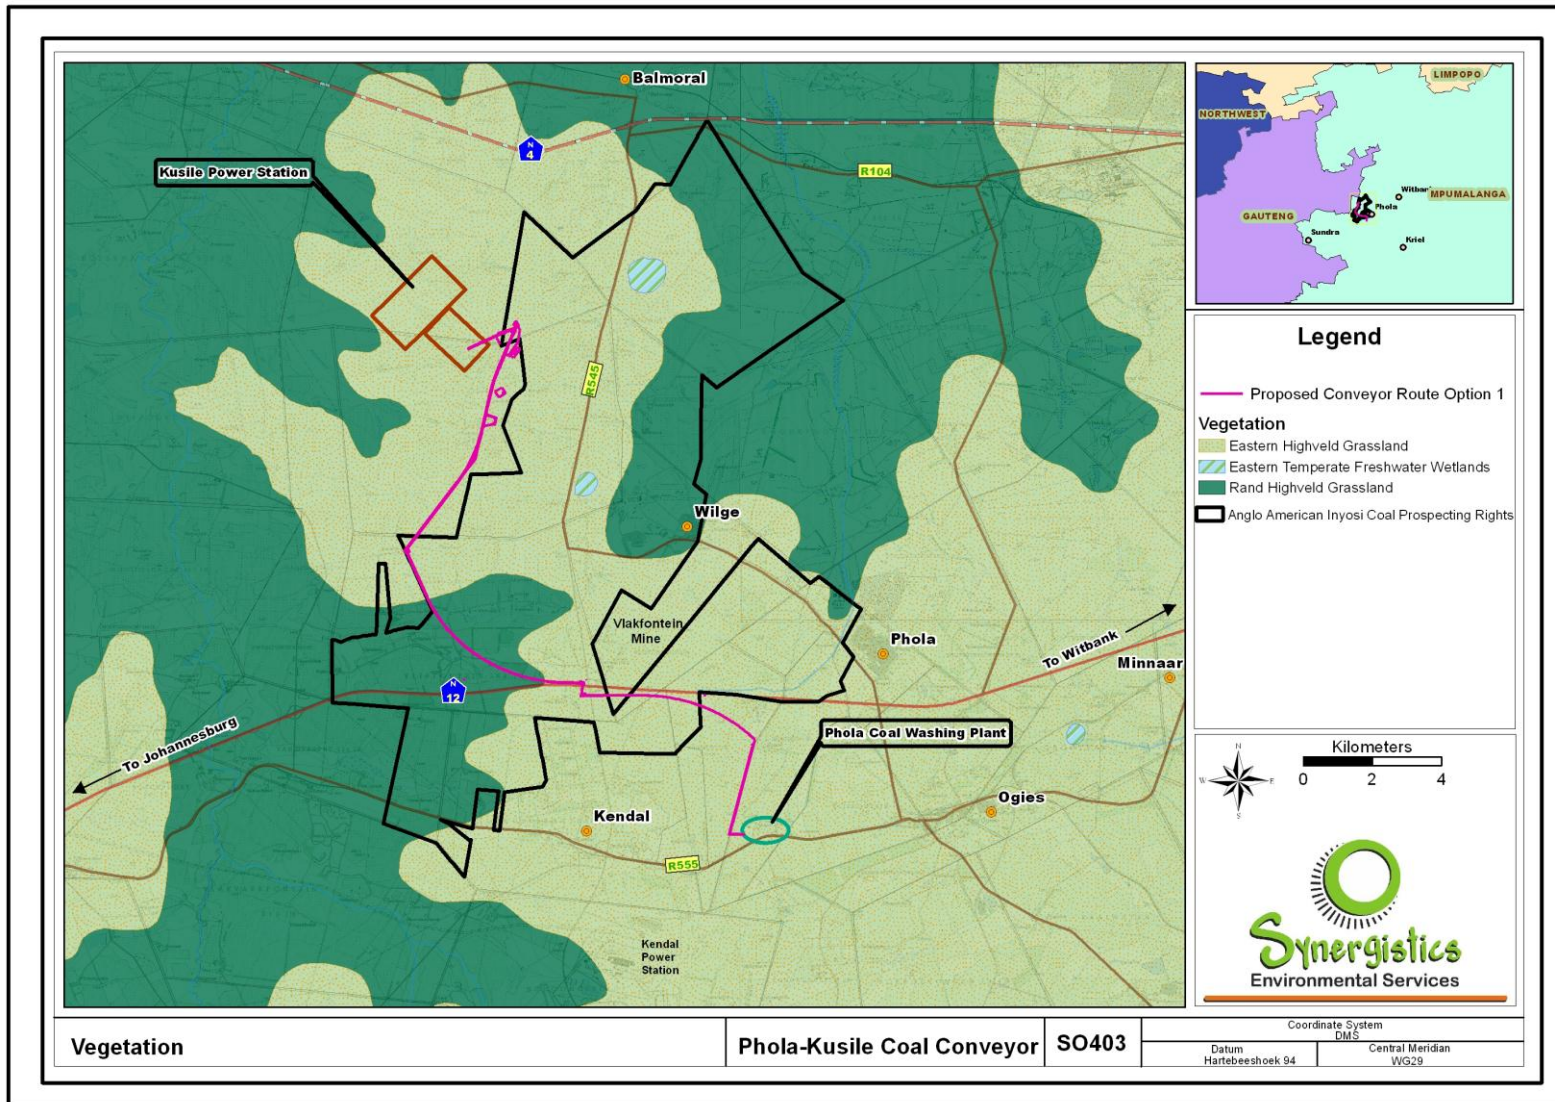 Balmoral
N
4
Kusile Power Station
R104
R545
Wilge
Vlakfontein
Mine
Phola
To Witbank
Minnaar
N
12
To Johannesburg
Phola Coal Washing Plant
Ogies
Kendal
R555
Kendal
Power
Station
LIMPOPO
NORTHWEST
Witban
MPUMALANGA
Phola
GAUTENG
Sundra
Kriel
Legend
Proposed Conveyor Route Option 1
Vegetation
Eastern Highveld Grassland
Eastern Temperate Freshwater Wetlands
Rand Highveld Grassland
Anglo American Inyosi Coal Prospecting Rights
N
W E
S
Kilometers
0 2 4
Synergistics
Environmental Services
Vegetation
Phola-Kusile Coal Conveyor
SO403
Coordinate System
DMS
Datum
Hartebeeshoek 94
Central Meridian
WG29